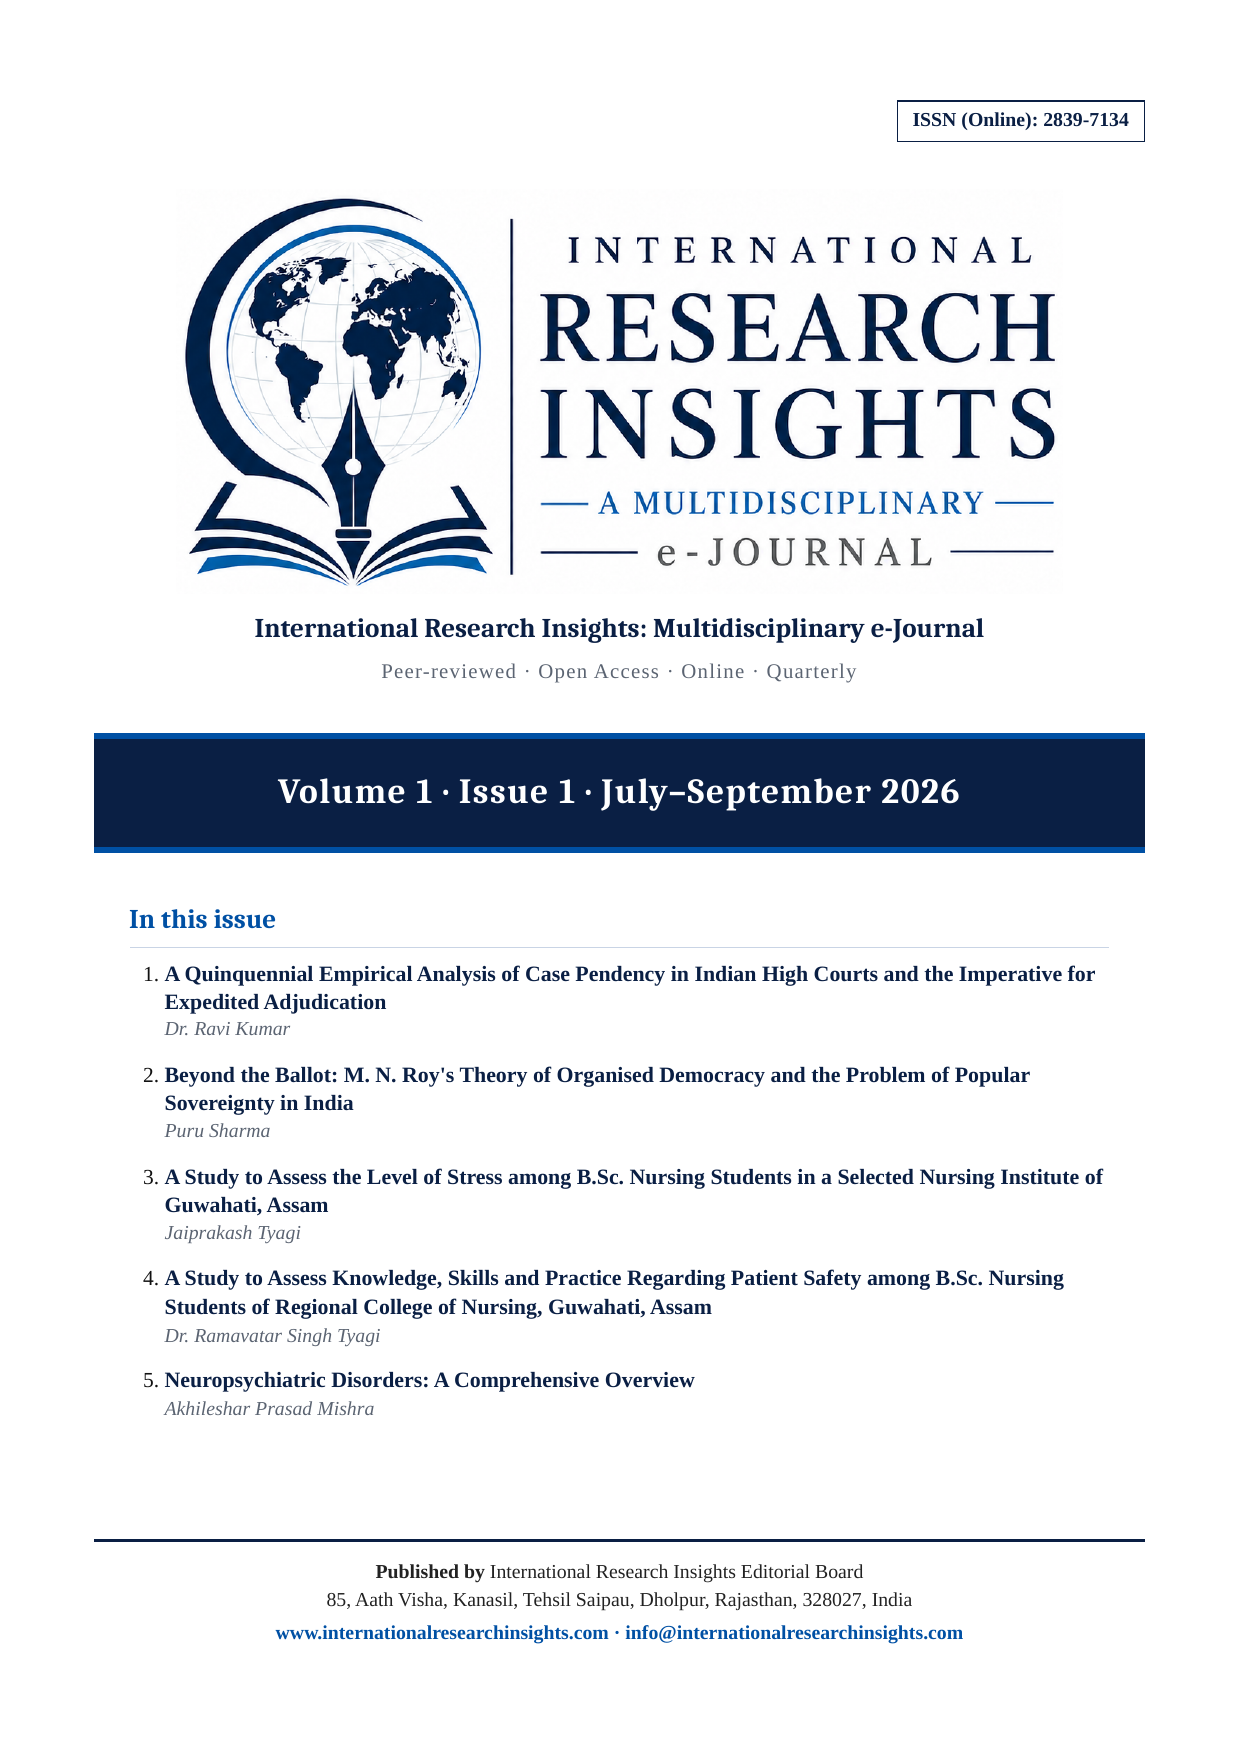 ISSN (Online): 2839-7134
INTERNATIONAL
RESEARCH
INSIGHTS
A MULTIDISCIPLINARY
e-JOURNAL
International Research Insights: Multidisciplinary e-Journal
Peer-reviewed · Open Access · Online · Quarterly
Volume 1 · Issue 1 · July–September 2026
In this issue
1. A Quinquennial Empirical Analysis of Case Pendency in Indian High Courts and the Imperative for
Expedited Adjudication
Dr. Ravi Kumar
2. Beyond the Ballot: M. N. Roy's Theory of Organised Democracy and the Problem of Popular
Sovereignty in India
Puru Sharma
3. A Study to Assess the Level of Stress among B.Sc. Nursing Students in a Selected Nursing Institute of
Guwahati, Assam
Jaiprakash Tyagi
4. A Study to Assess Knowledge, Skills and Practice Regarding Patient Safety among B.Sc. Nursing
Students of Regional College of Nursing, Guwahati, Assam
Dr. Ramavatar Singh Tyagi
5. Neuropsychiatric Disorders: A Comprehensive Overview
Akhileshar Prasad Mishra
Published by International Research Insights Editorial Board
85, Aath Visha, Kanasil, Tehsil Saipau, Dholpur, Rajasthan, 328027, India
www.internationalresearchinsights.com · info@internationalresearchinsights.com